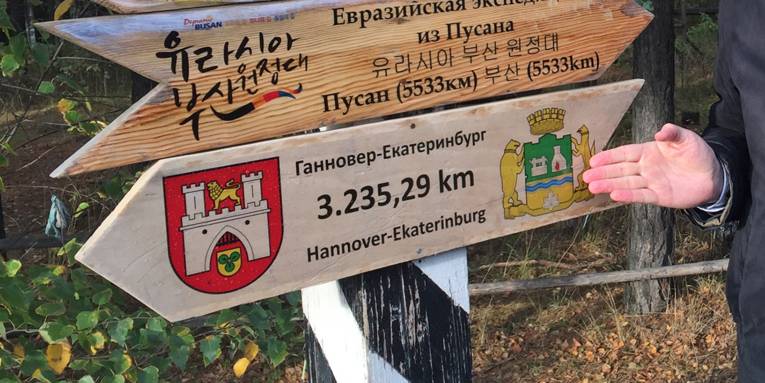 Dynamic
BUSAN
유라시아
부산원정대
Евразийская экспед
из Пусана
유라시아 부산 원정대
Пусан (5533км) 부산 (5533km)
Ганновер-Екатеринбург
3.235,29 km
Hannover-Ekaterinburg